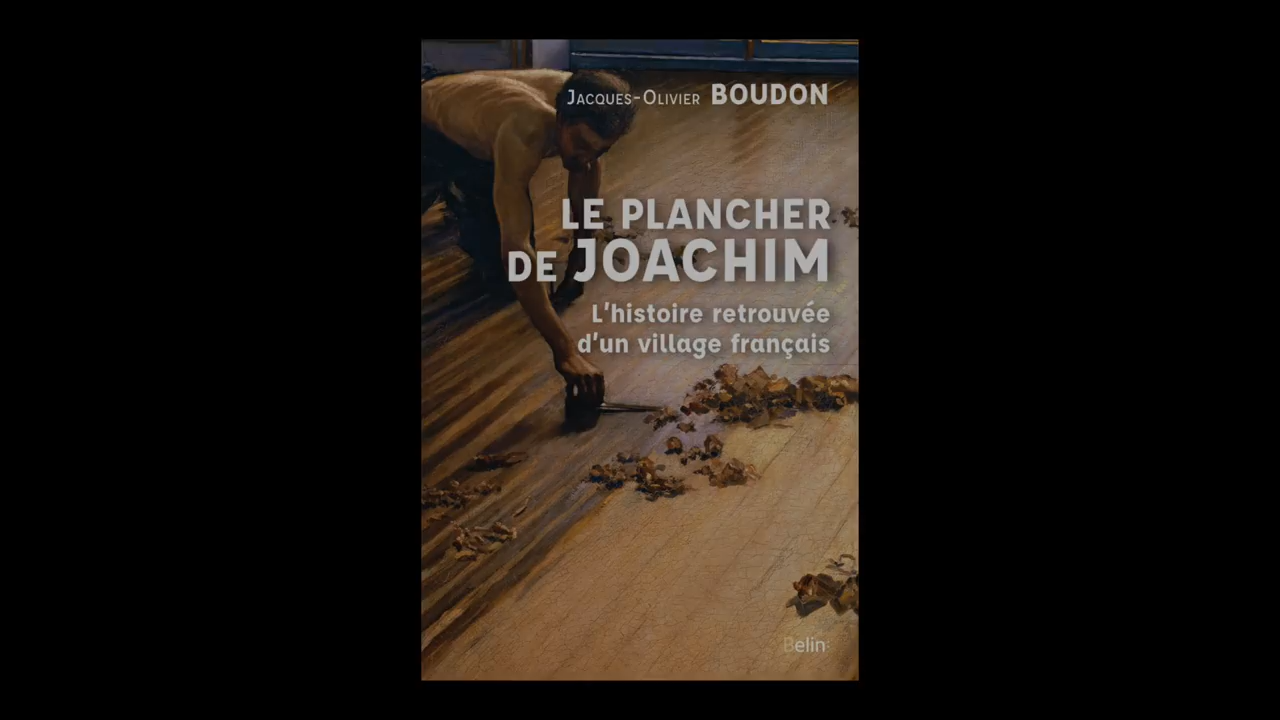 Jacques-Olivier BOUDON
LE PLANCHER
DE JOACHIM
L'histoire retrouvée
d'un village français
Belin: